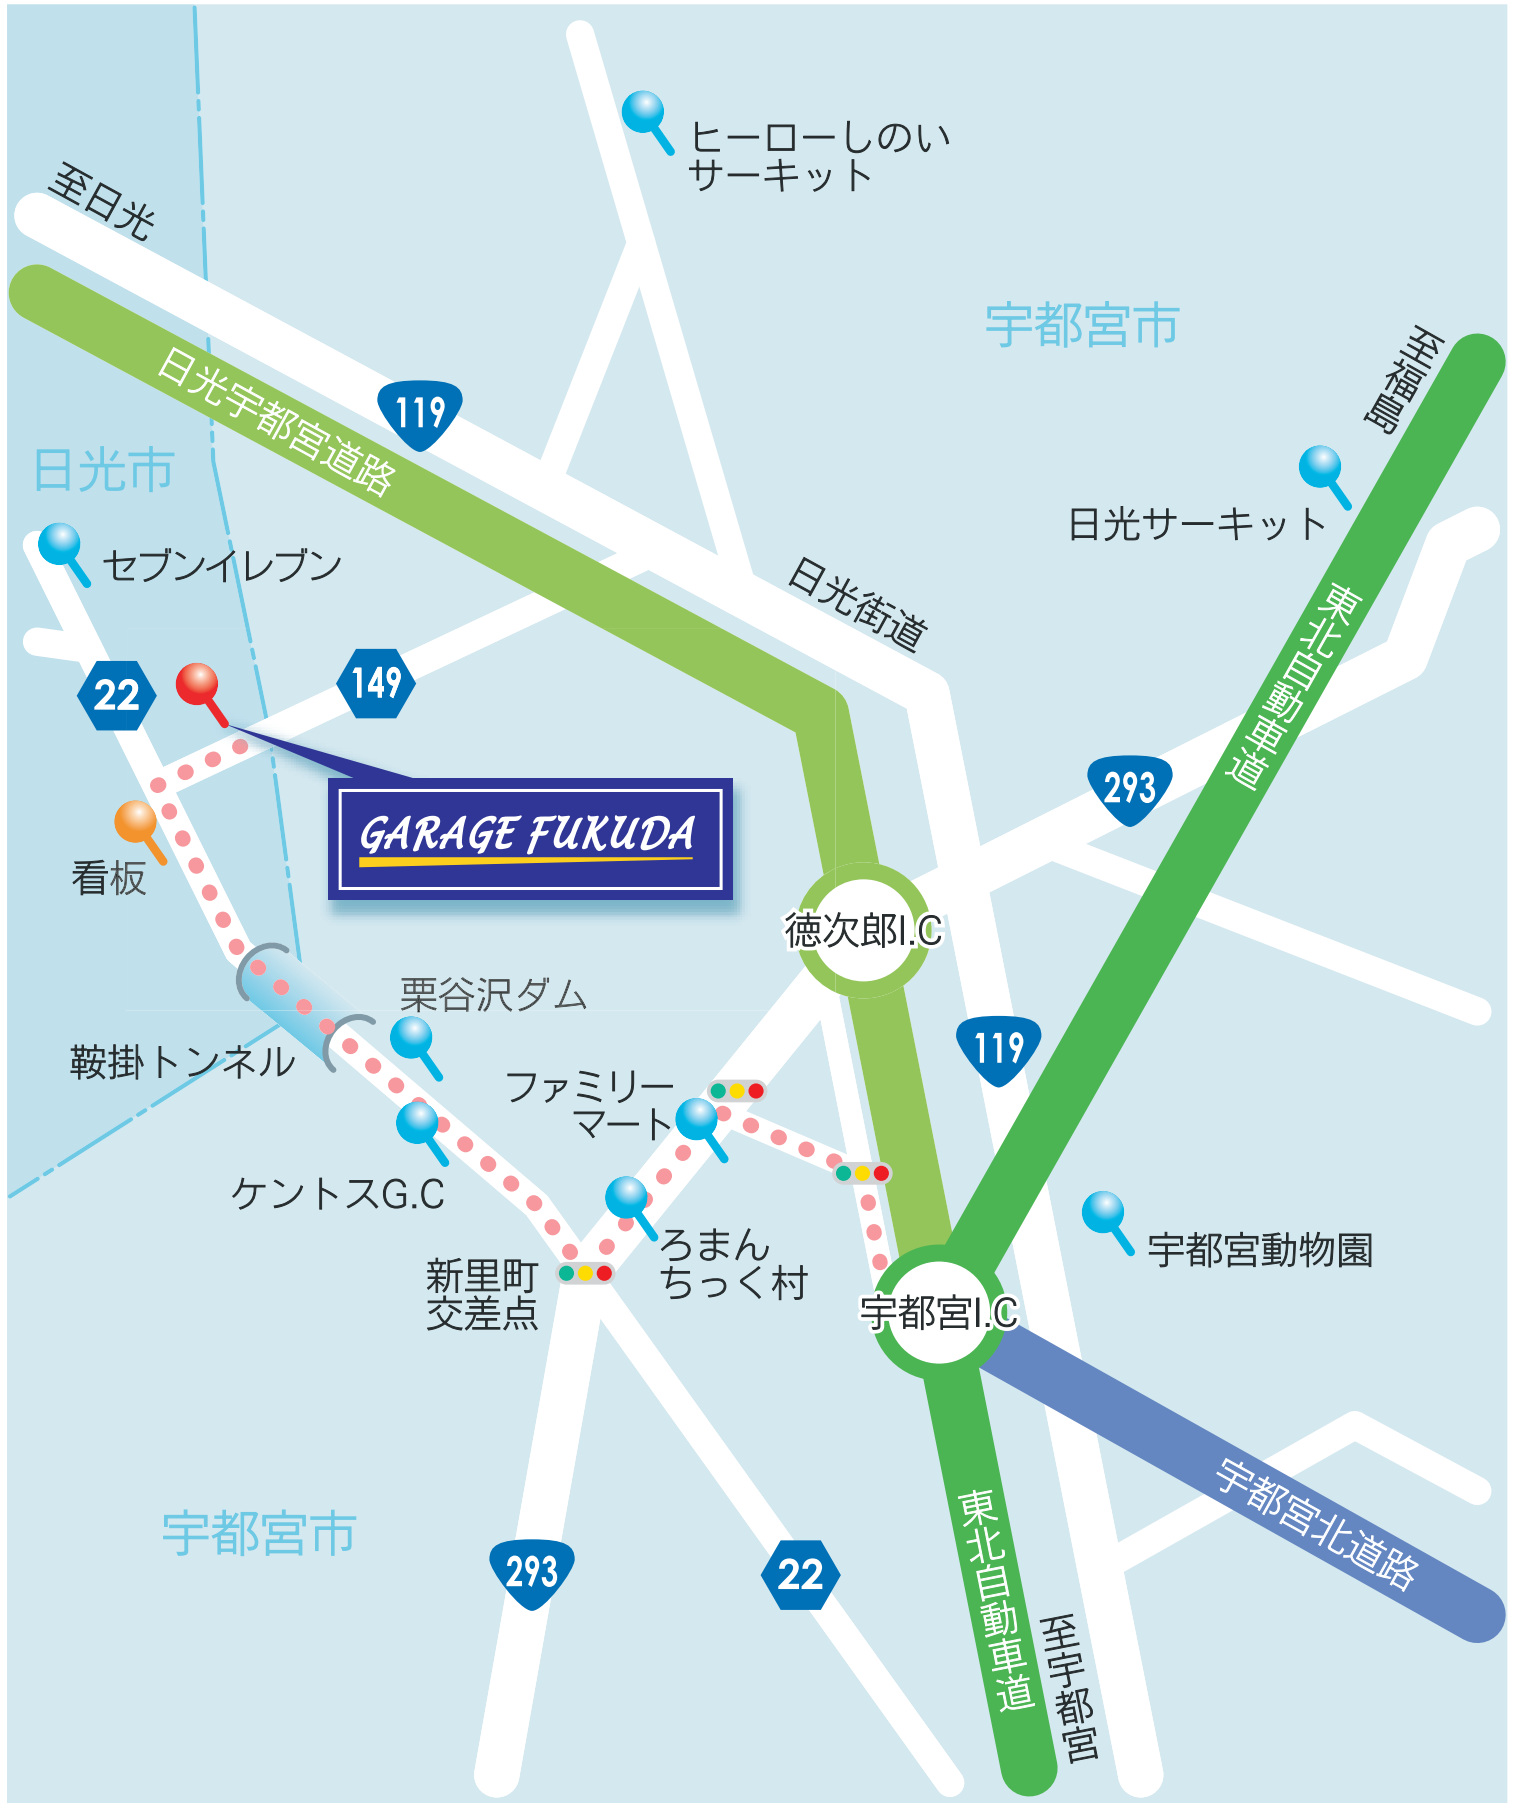 ヒーローしのい
サーキット
至日光
宇都宮市
至福島
119
日光宇都宮道路
日光市
日光サーキット
セブンイレブン
日光街道
東北自動車道
22
149
293
GARAGE FUKUDA
看板
徳次郎I.C
栗谷沢ダム
119
鞍掛トンネル
ファミリー
マート
ケントスG.C
ろまん
ちっく村
宇都宮動物園
新里町
交差点
宇都宮I.C
宇都宮北道路
宇都宮市
東北自動車道
293
22
至宇都宮